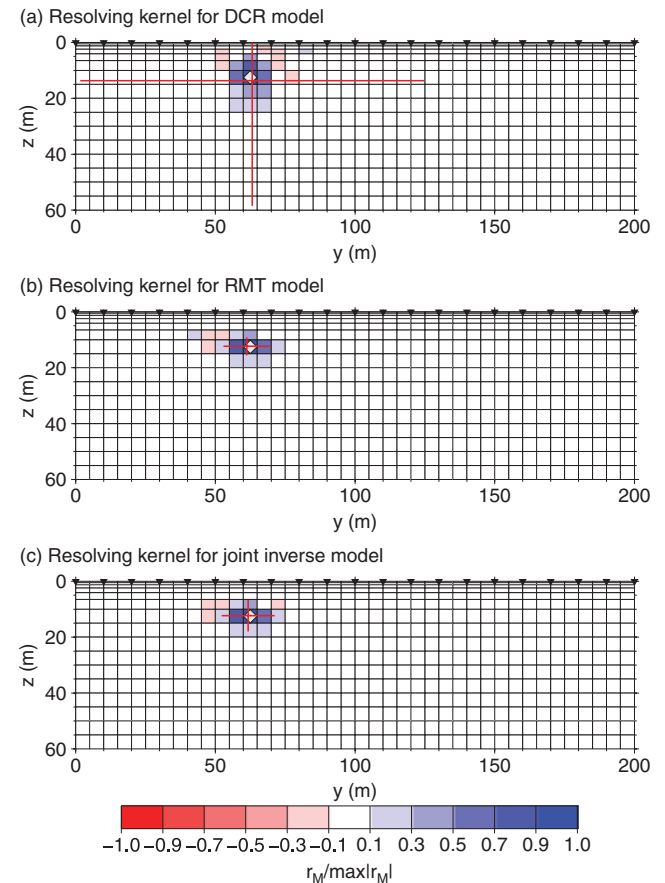 (a) Resolving kernel for DCR model
0
20
40
60
z (m)
0 50 100 150 200
y (m)
(b) Resolving kernel for RMT model
0
20
40
60
z (m)
0 50 100 150 200
y (m)
(c) Resolving kernel for joint inverse model
0
20
40
60
z (m)
0 50 100 150 200
y (m)
−1.0 −0.9 −0.7 −0.5 −0.3 −0.1 0.1 0.3 0.5 0.7 0.9 1.0
r_M/max|r_M|